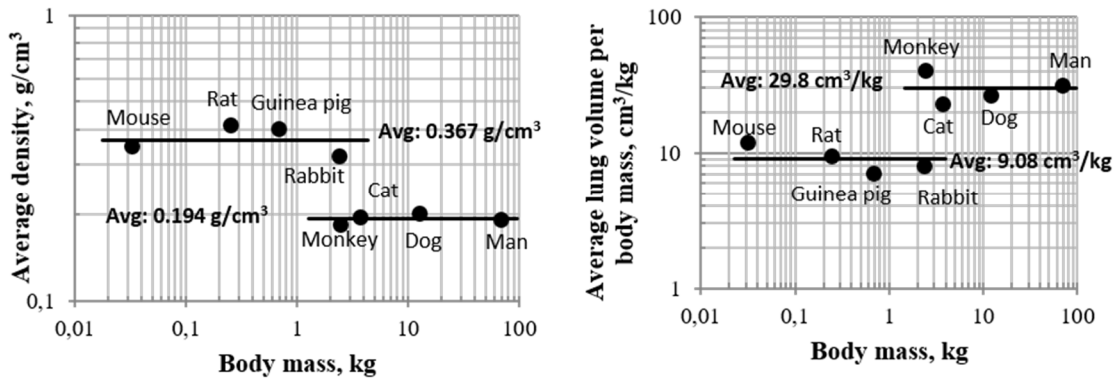 Average density, g/cm³
1
0,1
Mouse
Rat
Guinea pig
Avg: 0.367 g/cm³
Rabbit
Cat
Avg: 0.194 g/cm³
Monkey
Dog
Man
0,01
0,1
1
10
100
Body mass, kg
Average lung volume per
body mass, cm³/kg
100
10
1
Monkey
Man
Avg: 29.8 cm³/kg
Cat
Dog
Mouse
Rat
Avg: 9.08 cm³/kg
Guinea pig
Rabbit
0,01
0,1
1
10
100
Body mass, kg